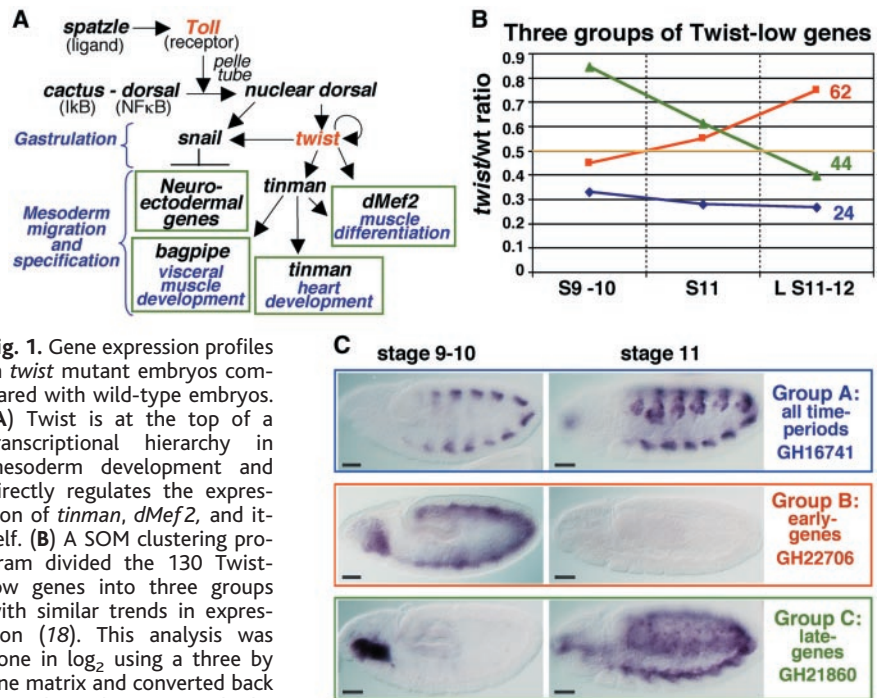 A
spatzle
(ligand)
Toll
(receptor)
pelle
tube
cactus - dorsal
(IkB) (NFκB)
nuclear dorsal
Gastrulation
snail
twist
Neuro-
ectodermal
genes
tinman
dMef2
muscle
differentiation
Mesoderm
migration
and
specification
bagpipe
visceral
muscle
development
tinman
heart
development
B
Three groups of Twist-low genes
twist/wt ratio
0.9
0.8
0.7
0.6
0.5
0.4
0.3
0.2
0.1
0
62
44
24
S9 -10 S11 L S11-12
ig. 1. Gene expression profiles
twist mutant embryos com-
ared with wild-type embryos.
) Twist is at the top of a
ranscriptional hierarchy in
esoderm development and
irectly regulates the expres-
on of tinman, dMef2, and it-
elf. (B) A SOM clustering pro-
ram divided the 130 Twist-
ow genes into three groups
ith similar trends in expres-
on (18). This analysis was
one in log2 using a three by
ne matrix and converted back
C
stage 9-10 stage 11
Group A:
all time-
periods
GH16741
Group B:
early-
genes
GH22706
Group C:
late-
genes
GH21860